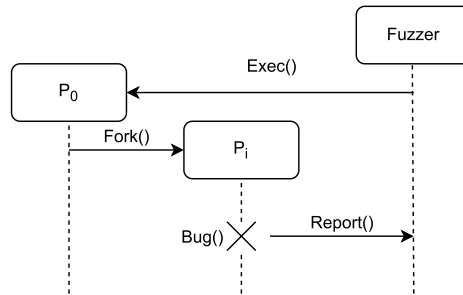 Fuzzer
Exec()
P0
Fork()
Pi
Bug()
Report()